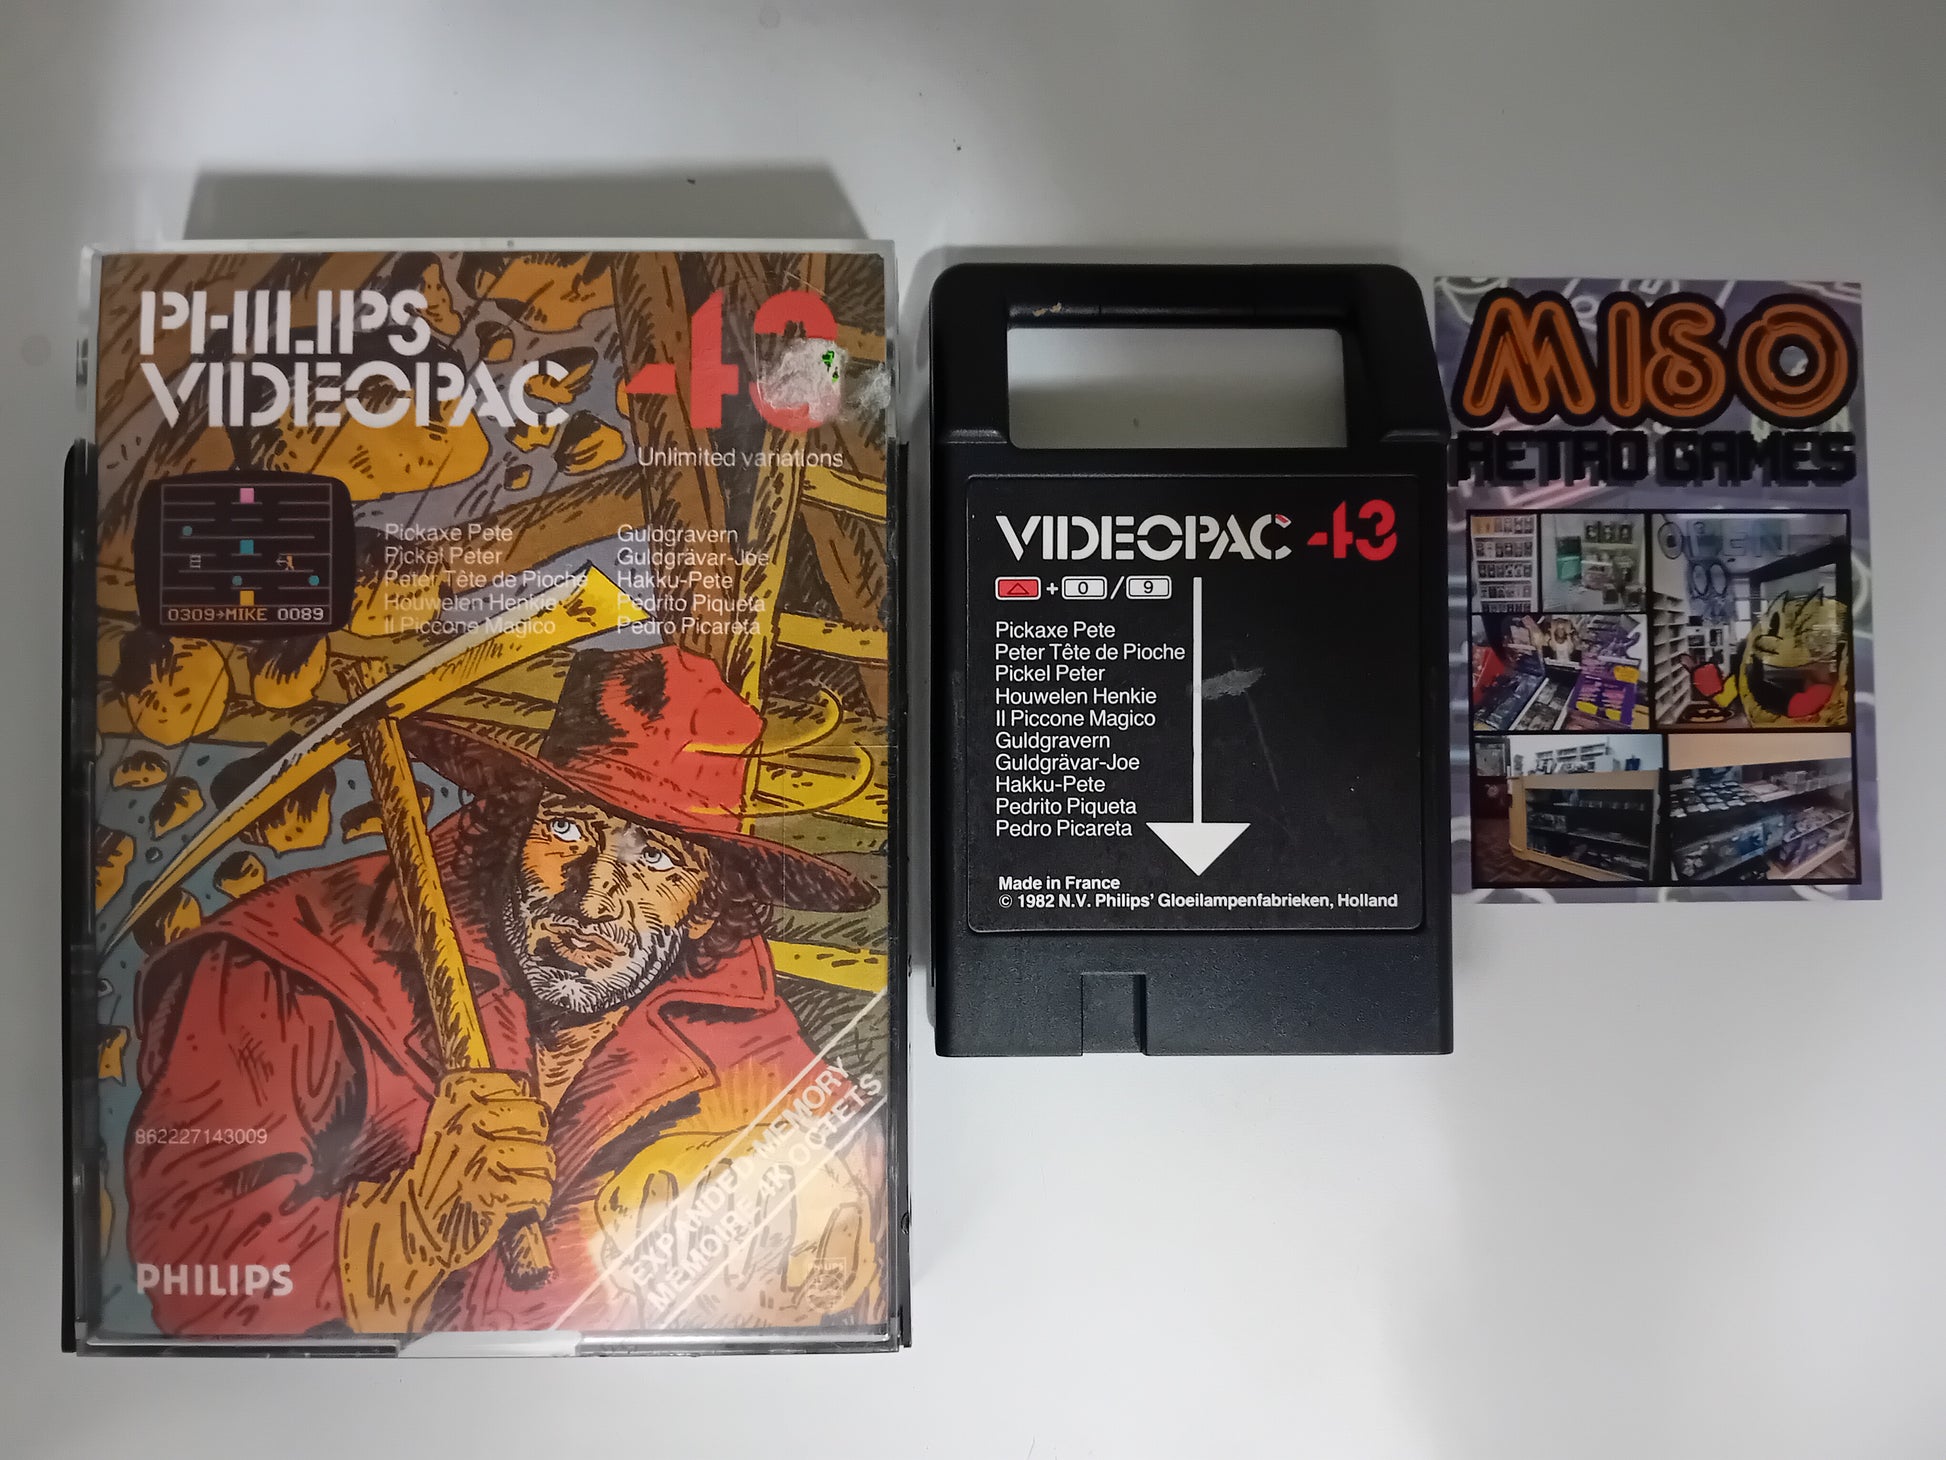 PHILIPS
VIDEOPAC
43
Unlimited variations
Pickaxe Pete
Pickel Peter
Peter Tête de Pioche
Houwelen Henkie
Il Piccone Magico
Guldgravern
Guldgrävar-Joe
Hakku-Pete
Pedrito Piqueta
Pedro Picareta
0309→MIKE 0089
862227143009
EXPANDED MEMORY
MEMOIRE 4K OCTETS
PHILIPS
PHILIPS
VIDEOPAC 43
+ 0 / 9
Pickaxe Pete
Peter Tête de Pioche
Pickel Peter
Houwelen Henkie
Il Piccone Magico
Guldgravern
Guldgrävar-Joe
Hakku-Pete
Pedrito Piqueta
Pedro Picareta
Made in France
© 1982 N.V. Philips' Gloeilampenfabrieken, Holland
MISO
RETRO GAMES
OPEN